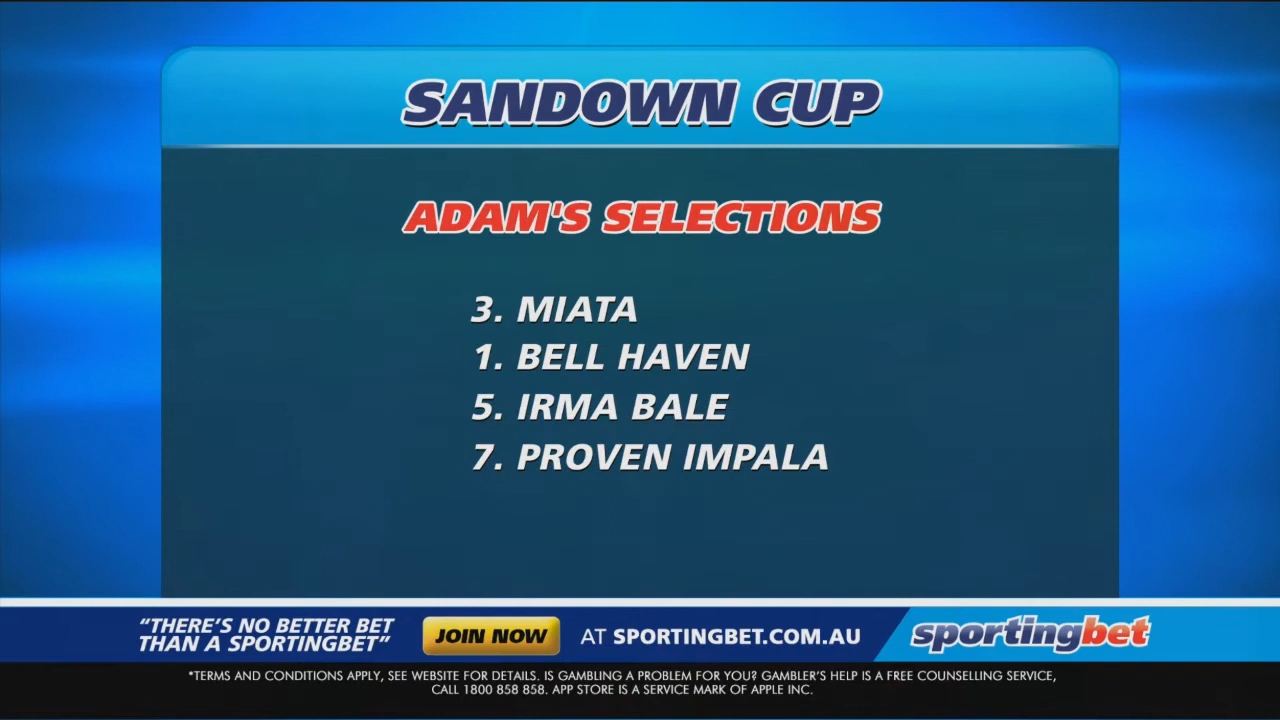 SANDOWN CUP
ADAM'S SELECTIONS
3. MIATA
1. BELL HAVEN
5. IRMA BALE
7. PROVEN IMPALA
“THERE'S NO BETTER BET
THAN A SPORTINGBET”
JOIN NOW
AT SPORTINGBET.COM.AU
sportingbet
*TERMS AND CONDITIONS APPLY, SEE WEBSITE FOR DETAILS. IS GAMBLING A PROBLEM FOR YOU? GAMBLER'S HELP IS A FREE COUNSELLING SERVICE,
CALL 1800 858 858. APP STORE IS A SERVICE MARK OF APPLE INC.